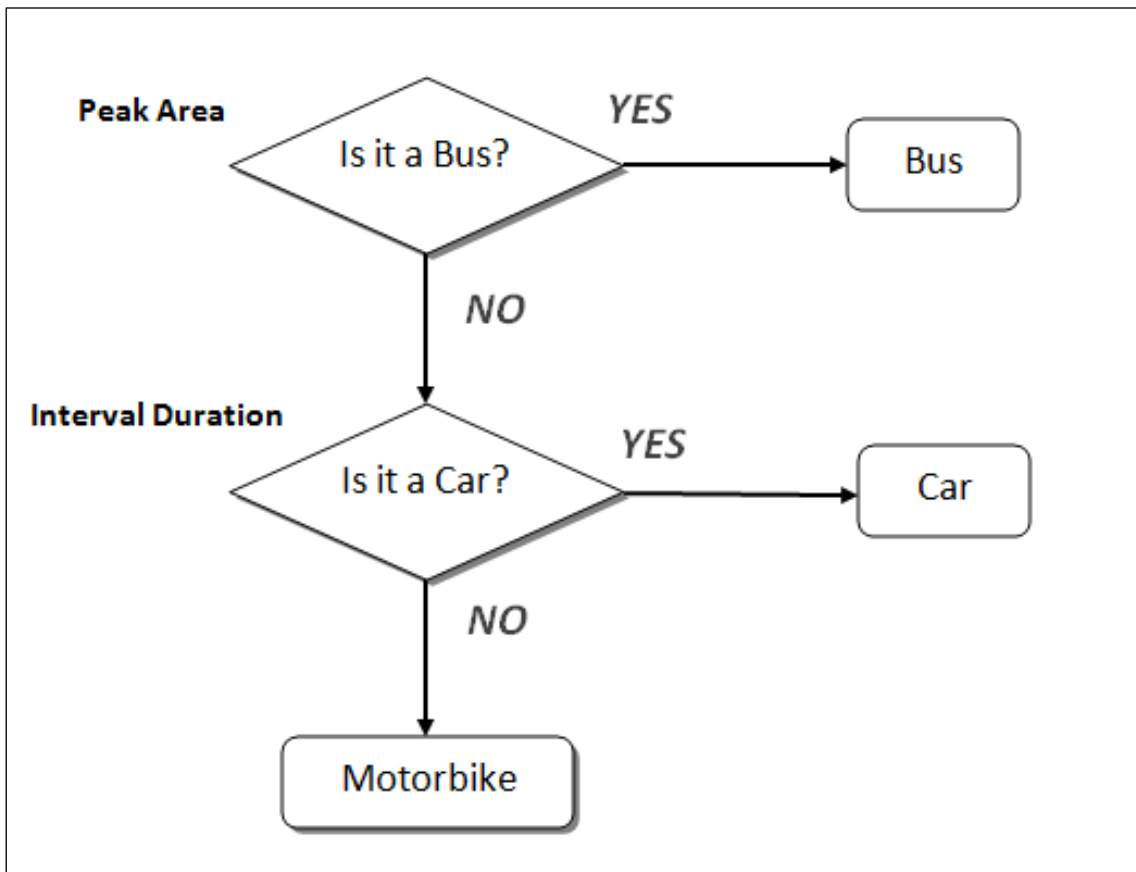 Peak Area
Is it a Bus?
YES
Bus
NO
Interval Duration
Is it a Car?
YES
Car
NO
Motorbike